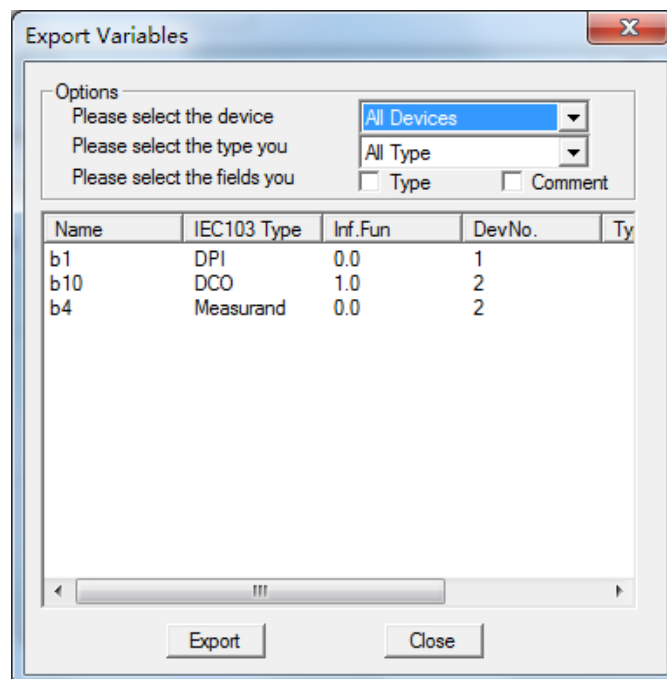 Export Variables
Options
Please select the device All Devices
Please select the type you All Type
Please select the fields you Type Comment
Name IEC103 Type Inf.Fun DevNo. Ty
b1 DPI 0.0 1
b10 DCO 1.0 2
b4 Measurand 0.0 2
Export Close